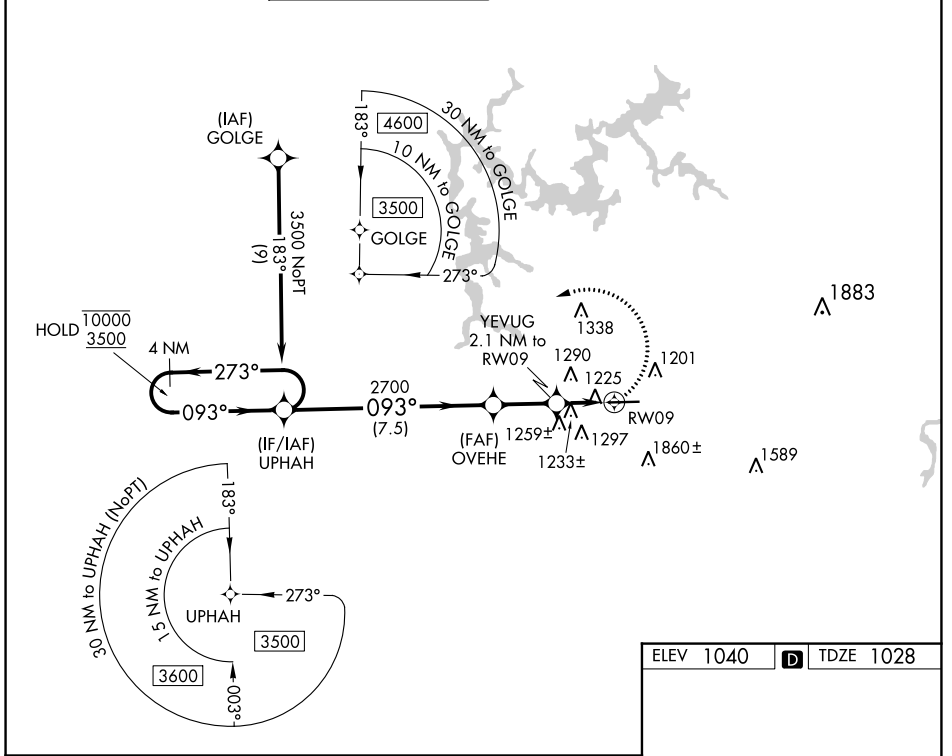 (IAF)
GOLGE
183°
4600
30 NM to GOLGE
10 NM to GOLGE
3500
GOLGE
273°
3500 NoPT
183°
(9)
1883
HOLD 10000
3500
4 NM
273°
093°
(IF/IAF)
UPHAH
2700
093°
(7.5)
(FAF)
OVEHE
YEVUG
2.1 NM to
RW09
1338
1290
1225
1201
RW09
1259±
1233±
1297
1860±
1589
30 NM to UPHAH (NoPT)
183°
15 NM to UPHAH
UPHAH
273°
3500
3600
003°
ELEV 1040 D TDZE 1028